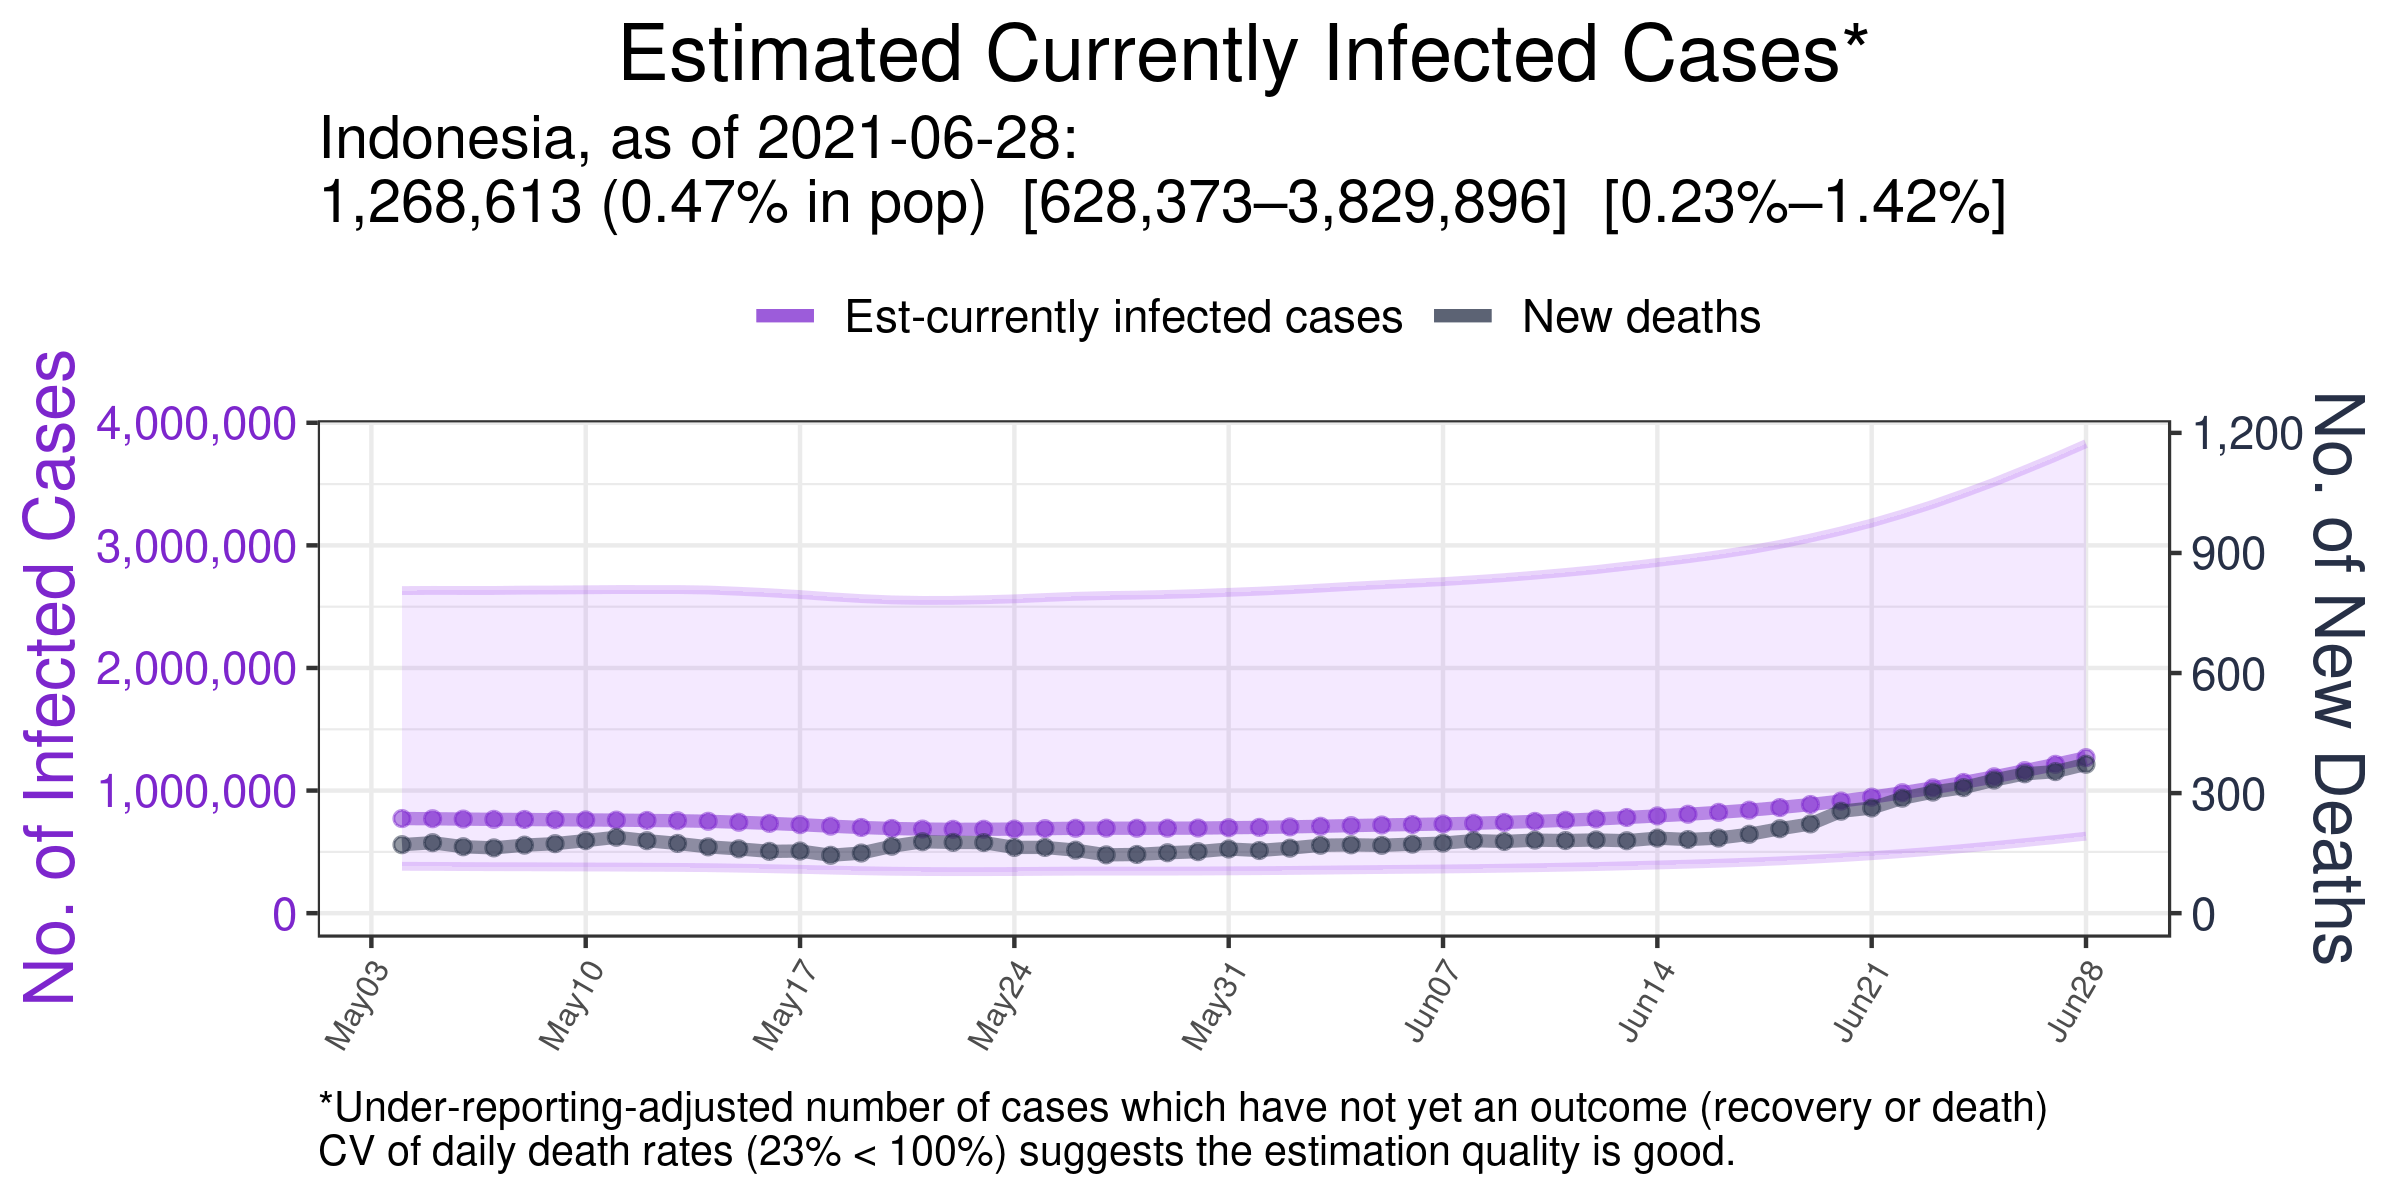 Estimated Currently Infected Cases*
Indonesia, as of 2021-06-28:
1,268,613 (0.47% in pop)  [628,373–3,829,896]  [0.23%–1.42%]
Est-currently infected cases
New deaths
No. of Infected Cases
4,000,000
3,000,000
2,000,000
1,000,000
0
1,200
900
600
300
0
No. of New Deaths
May03
May10
May17
May24
May31
Jun07
Jun14
Jun21
Jun28
*Under-reporting-adjusted number of cases which have not yet an outcome (recovery or death)
CV of daily death rates (23% < 100%) suggests the estimation quality is good.